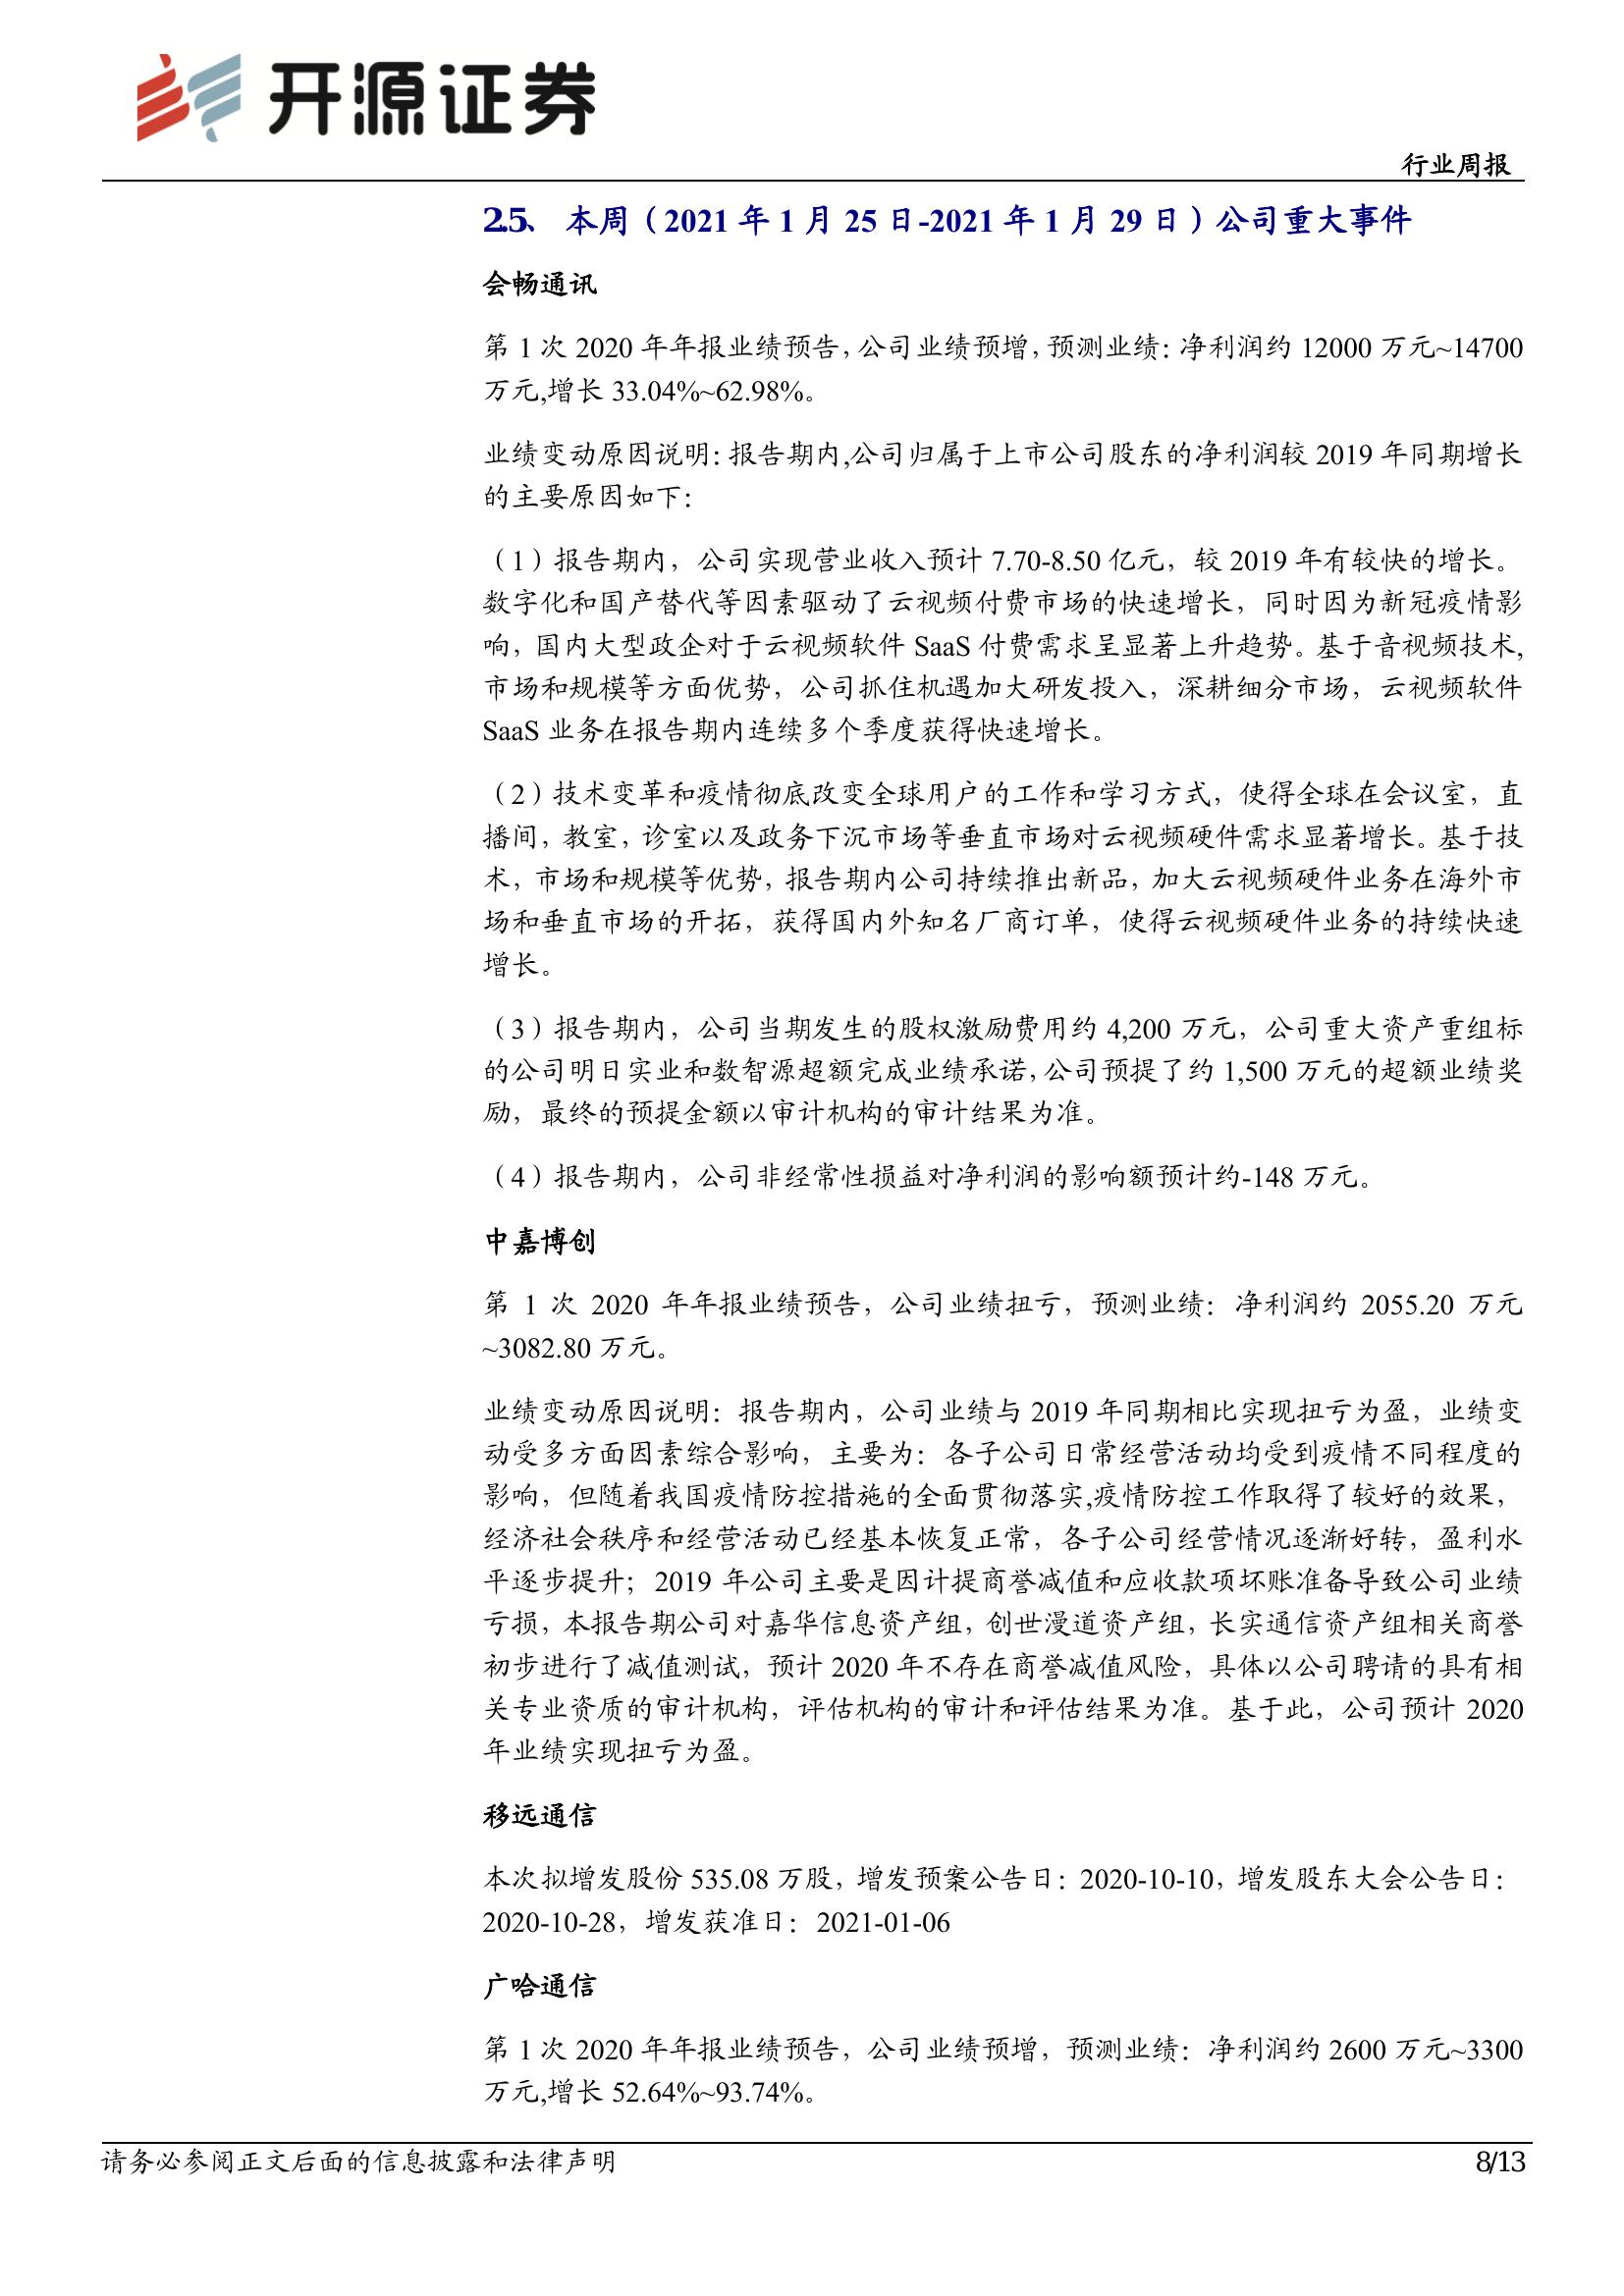 开源证券
行业周报
2.5、 本周（2021 年 1 月 25 日-2021 年 1 月 29 日）公司重大事件
会畅通讯
第 1 次 2020 年年报业绩预告，公司业绩预增，预测业绩：净利润约 12000 万元~14700
万元,增长 33.04%~62.98%。
业绩变动原因说明：报告期内,公司归属于上市公司股东的净利润较 2019 年同期增长
的主要原因如下：
（1）报告期内，公司实现营业收入预计 7.70-8.50 亿元，较 2019 年有较快的增长。
数字化和国产替代等因素驱动了云视频付费市场的快速增长，同时因为新冠疫情影
响，国内大型政企对于云视频软件 SaaS 付费需求呈显著上升趋势。基于音视频技术,
市场和规模等方面优势，公司抓住机遇加大研发投入，深耕细分市场，云视频软件
SaaS 业务在报告期内连续多个季度获得快速增长。
（2）技术变革和疫情彻底改变全球用户的工作和学习方式，使得全球在会议室，直
播间，教室，诊室以及政务下沉市场等垂直市场对云视频硬件需求显著增长。基于技
术，市场和规模等优势，报告期内公司持续推出新品，加大云视频硬件业务在海外市
场和垂直市场的开拓，获得国内外知名厂商订单，使得云视频硬件业务的持续快速
增长。
（3）报告期内，公司当期发生的股权激励费用约 4,200 万元，公司重大资产重组标
的公司明日实业和数智源超额完成业绩承诺，公司预提了约 1,500 万元的超额业绩奖
励，最终的预提金额以审计机构的审计结果为准。
（4）报告期内，公司非经常性损益对净利润的影响额预计约-148 万元。
中嘉博创
第 1 次 2020 年年报业绩预告，公司业绩扭亏，预测业绩：净利润约 2055.20 万元
~3082.80 万元。
业绩变动原因说明：报告期内，公司业绩与 2019 年同期相比实现扭亏为盈，业绩变
动受多方面因素综合影响，主要为：各子公司日常经营活动均受到疫情不同程度的
影响，但随着我国疫情防控措施的全面贯彻落实,疫情防控工作取得了较好的效果，
经济社会秩序和经营活动已经基本恢复正常，各子公司经营情况逐渐好转，盈利水
平逐步提升；2019 年公司主要是因计提商誉减值和应收款项坏账准备导致公司业绩
亏损，本报告期公司对嘉华信息资产组，创世漫道资产组，长实通信资产组相关商誉
初步进行了减值测试，预计 2020 年不存在商誉减值风险，具体以公司聘请的具有相
关专业资质的审计机构，评估机构的审计和评估结果为准。基于此，公司预计 2020
年业绩实现扭亏为盈。
移远通信
本次拟增发股份 535.08 万股，增发预案公告日：2020-10-10，增发股东大会公告日：
2020-10-28，增发获准日：2021-01-06
广哈通信
第 1 次 2020 年年报业绩预告，公司业绩预增，预测业绩：净利润约 2600 万元~3300
万元,增长 52.64%~93.74%。
请务必参阅正文后面的信息披露和法律声明
8/13